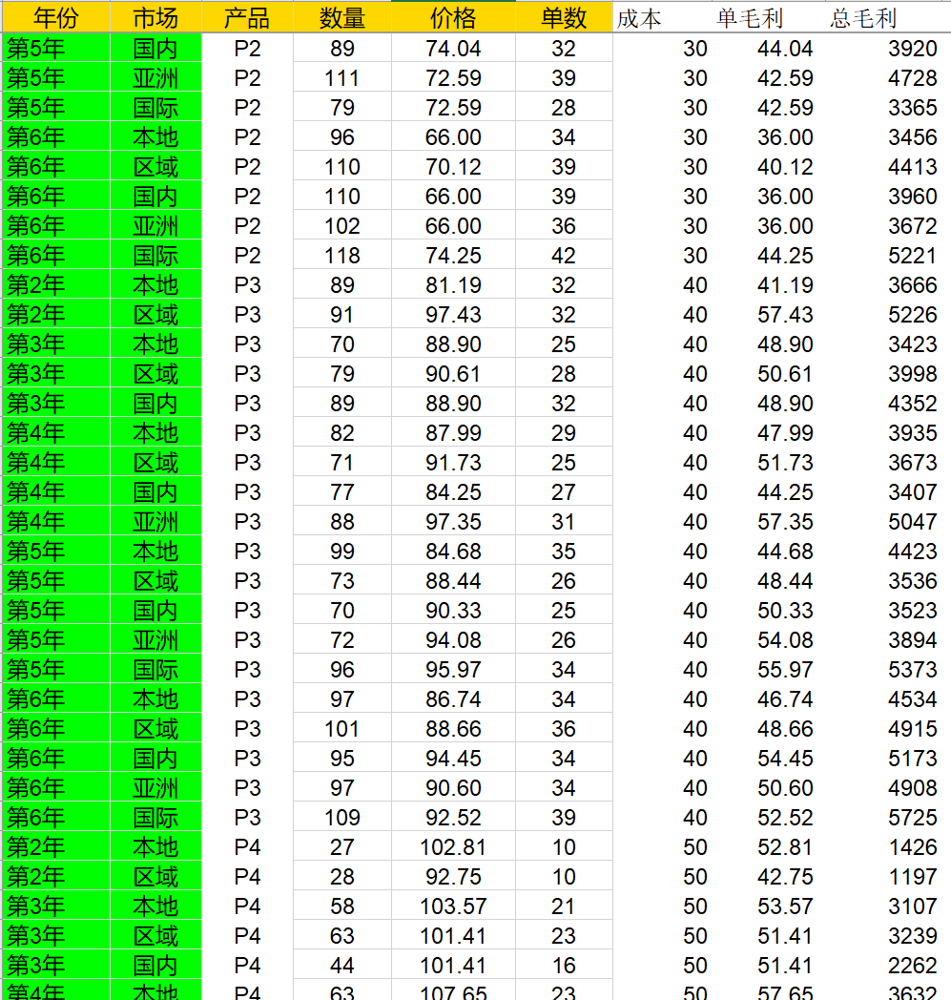 年份 市场 产品 数量 价格 单数 成本 单毛利 总毛利
第5年 国内 P2 89 74.04 32 30 44.04 3920
第5年 亚洲 P2 111 72.59 39 30 42.59 4728
第5年 国际 P2 79 72.59 28 30 42.59 3365
第6年 本地 P2 96 66.00 34 30 36.00 3456
第6年 区域 P2 110 70.12 39 30 40.12 4413
第6年 国内 P2 110 66.00 39 30 36.00 3960
第6年 亚洲 P2 102 66.00 36 30 36.00 3672
第6年 国际 P2 118 74.25 42 30 44.25 5221
第2年 本地 P3 89 81.19 32 40 41.19 3666
第2年 区域 P3 91 97.43 32 40 57.43 5226
第3年 本地 P3 70 88.90 25 40 48.90 3423
第3年 区域 P3 79 90.61 28 40 50.61 3998
第3年 国内 P3 89 88.90 32 40 48.90 4352
第4年 本地 P3 82 87.99 29 40 47.99 3935
第4年 区域 P3 71 91.73 25 40 51.73 3673
第4年 国内 P3 77 84.25 27 40 44.25 3407
第4年 亚洲 P3 88 97.35 31 40 57.35 5047
第5年 本地 P3 99 84.68 35 40 44.68 4423
第5年 区域 P3 73 88.44 26 40 48.44 3536
第5年 国内 P3 70 90.33 25 40 50.33 3523
第5年 亚洲 P3 72 94.08 26 40 54.08 3894
第5年 国际 P3 96 95.97 34 40 55.97 5373
第6年 本地 P3 97 86.74 34 40 46.74 4534
第6年 区域 P3 101 88.66 36 40 48.66 4915
第6年 国内 P3 95 94.45 34 40 54.45 5173
第6年 亚洲 P3 97 90.60 34 40 50.60 4908
第6年 国际 P3 109 92.52 39 40 52.52 5725
第2年 本地 P4 27 102.81 10 50 52.81 1426
第2年 区域 P4 28 92.75 10 50 42.75 1197
第3年 本地 P4 58 103.57 21 50 53.57 3107
第3年 区域 P4 63 101.41 23 50 51.41 3239
第3年 国内 P4 44 101.41 16 50 51.41 2262
第4年 本地 P4 63 107.65 23 50 57.65 3632